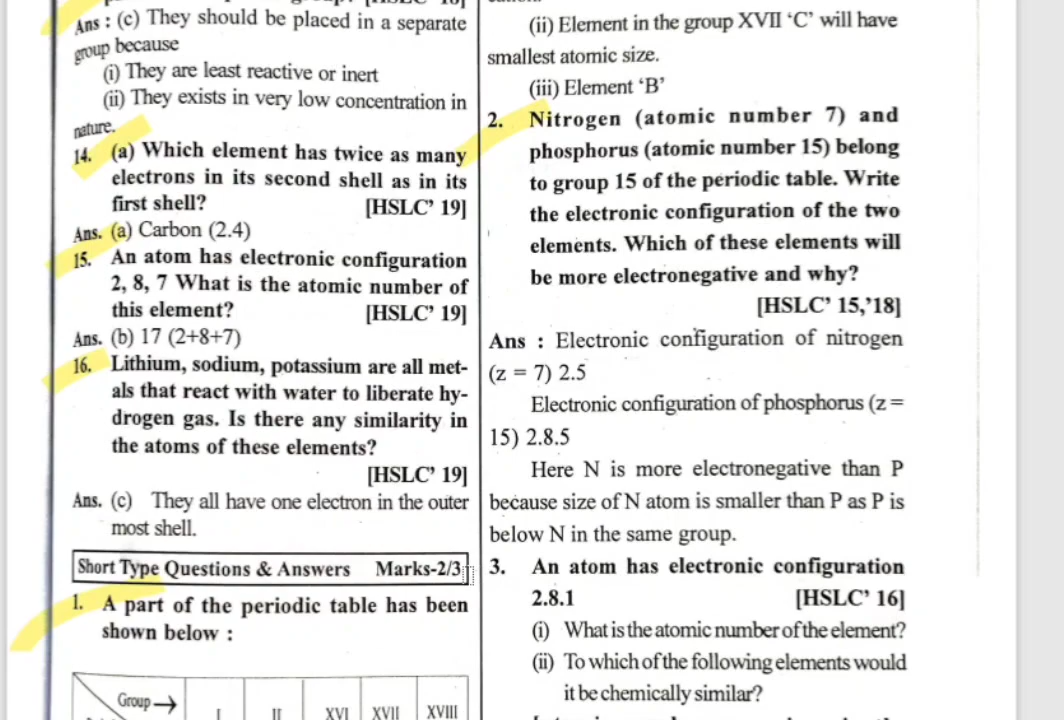 Ans : (c) They should be placed in a separate
group because
(i) They are least reactive or inert
(ii) They exists in very low concentration in
nature.
14. (a) Which element has twice as many
electrons in its second shell as in its
first shell? [HSLC’ 19]
Ans. (a) Carbon (2.4)
15. An atom has electronic configuration
2, 8, 7 What is the atomic number of
this element? [HSLC’ 19]
Ans. (b) 17 (2+8+7)
16. Lithium, sodium, potassium are all met-
als that react with water to liberate hy-
drogen gas. Is there any similarity in
the atoms of these elements?
[HSLC’ 19]
Ans. (c) They all have one electron in the outer
most shell.
Short Type Questions & Answers Marks-2/3
1. A part of the periodic table has been
shown below :
Group →
I II XVI XVII XVIII
(ii) Element in the group XVII ‘C’ will have
smallest atomic size.
(iii) Element ‘B’
2. Nitrogen (atomic number 7) and
phosphorus (atomic number 15) belong
to group 15 of the periodic table. Write
the electronic configuration of the two
elements. Which of these elements will
be more electronegative and why?
[HSLC’ 15,’18]
Ans : Electronic configuration of nitrogen
(z = 7) 2.5
Electronic configuration of phosphorus (z =
15) 2.8.5
Here N is more electronegative than P
because size of N atom is smaller than P as P is
below N in the same group.
3. An atom has electronic configuration
2.8.1 [HSLC’ 16]
(i) What is the atomic number of the element?
(ii) To which of the following elements would
it be chemically similar?